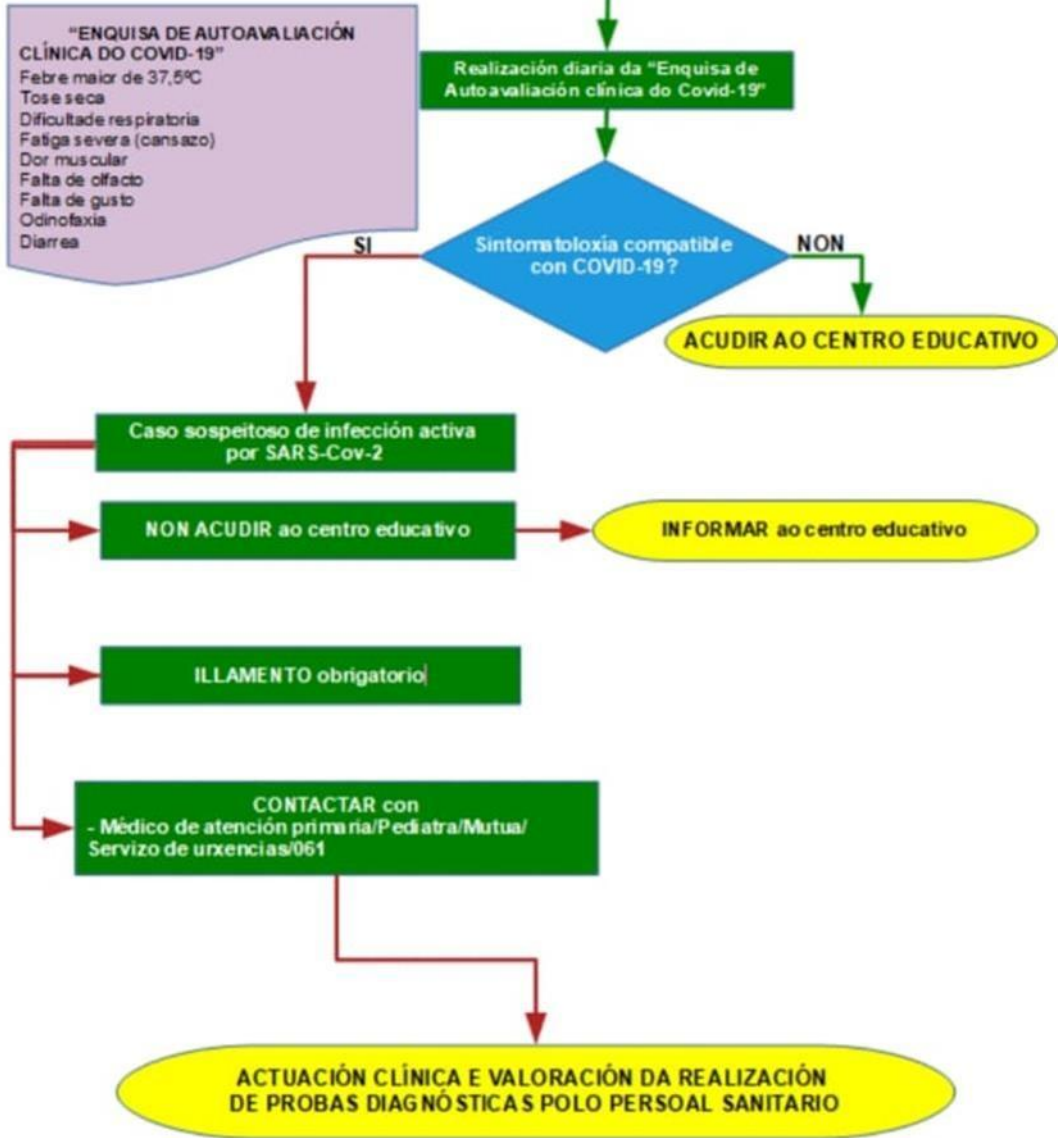 "ENQUISA DE AUTOAVALIACIÓN
CLÍNICA DO COVID-19"
Febre maior de 37,5ºC
Tose seca
Dificultade respiratoria
Fatiga severa (cansazo)
Dor muscular
Falta de olfacto
Falta de gusto
Odinofaxia
Diarrea
Realización diaria da "Enquisa de
Autoavaliación clínica do Covid-19"
Sintomatoloxía compatible
con COVID-19?
SI
NON
ACUDIR AO CENTRO EDUCATIVO
Caso sospeitoso de infección activa
por SARS-Cov-2
NON ACUDIR ao centro educativo
INFORMAR ao centro educativo
ILLAMENTO obrigatorio
CONTACTAR con
- Médico de atención primaria/Pediatra/Mutua/
Servizo de urxencias/061
ACTUACIÓN CLÍNICA E VALORACIÓN DA REALIZACIÓN
DE PROBAS DIAGNÓSTICAS POLO PERSOAL SANITARIO